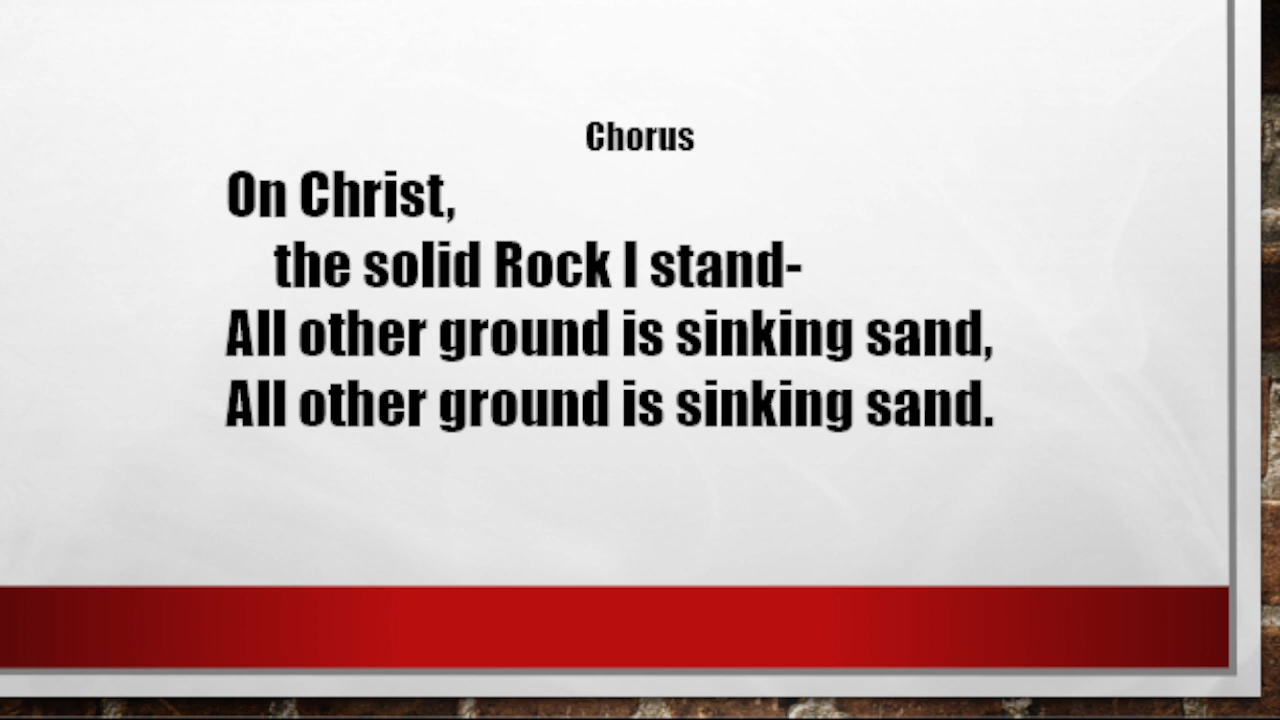 Chorus
On Christ,
the solid Rock I stand-
All other ground is sinking sand,
All other ground is sinking sand.